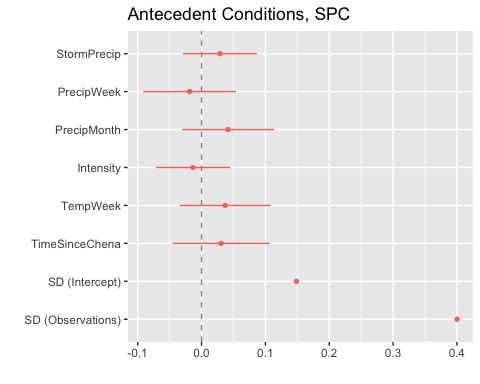 Antecedent Conditions, SPC
StormPrecip
PrecipWeek
PrecipMonth
Intensity
TempWeek
TimeSinceChena
SD (Intercept)
SD (Observations)
-0.1 0.0 0.1 0.2 0.3 0.4